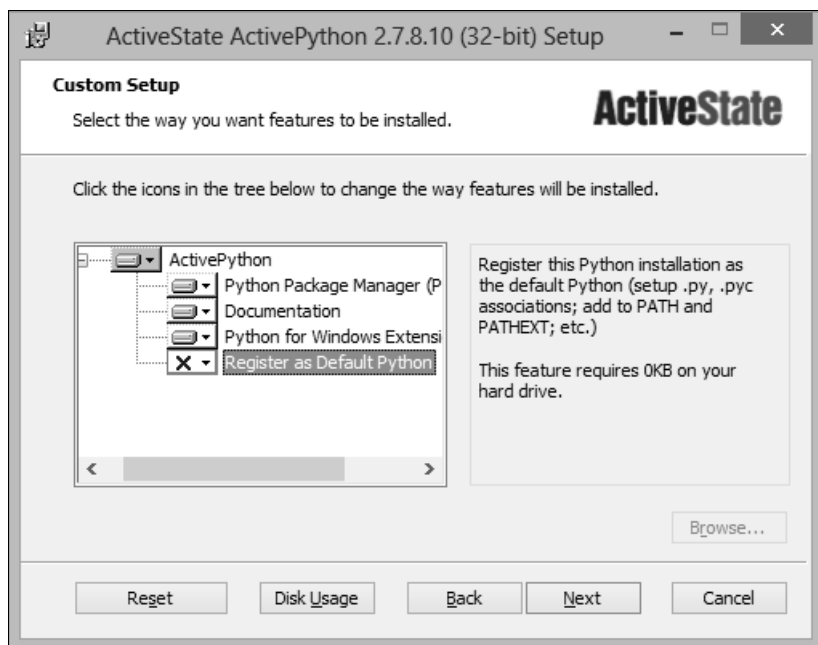 ActiveState ActivePython 2.7.8.10 (32-bit) Setup
Custom Setup
Select the way you want features to be installed.
ActiveState
Click the icons in the tree below to change the way features will be installed.
ActivePython
Python Package Manager (P
Documentation
Python for Windows Extensi
Register as Default Python
Register this Python installation as
the default Python (setup .py, .pyc
associations; add to PATH and
PATHEXT; etc.)
This feature requires 0KB on your
hard drive.
Browse...
Reset Disk Usage Back Next Cancel